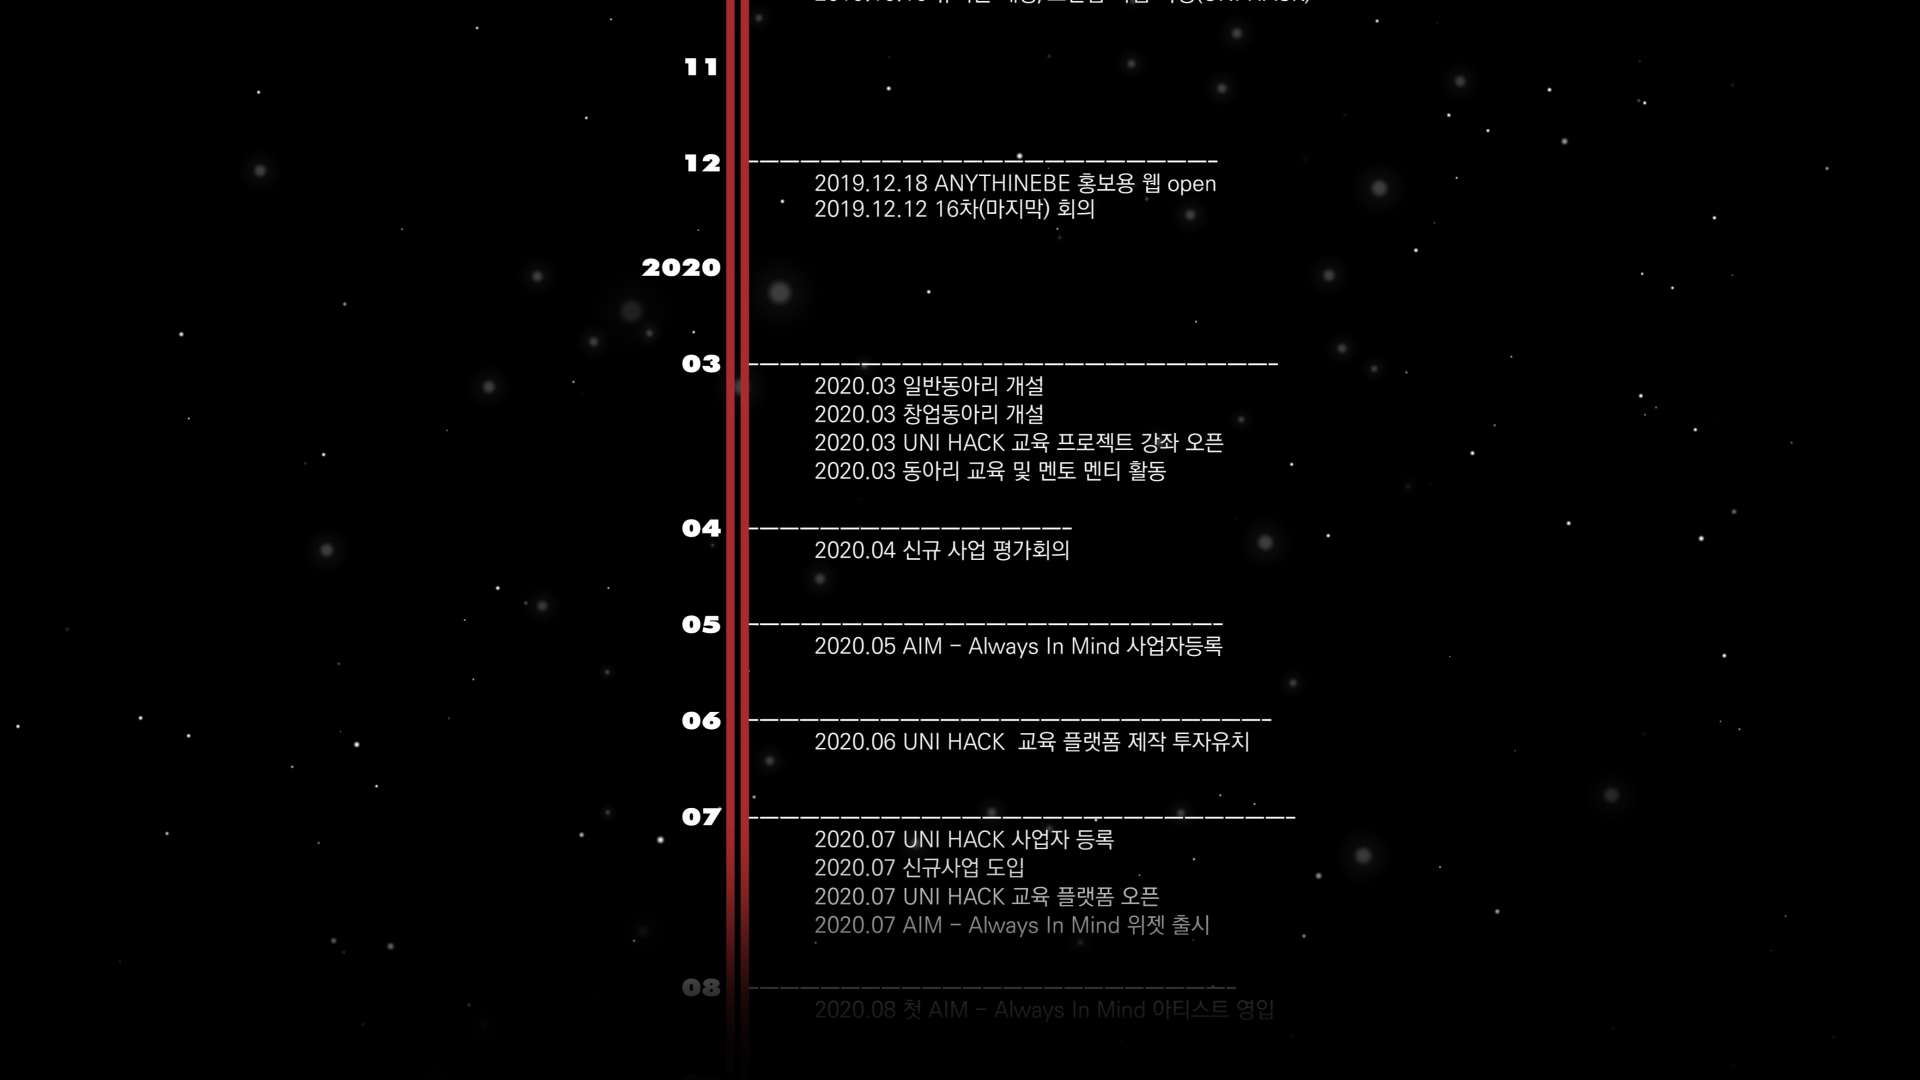 11
12
2019.12.18 ANYTHINEBE 홍보용 웹 open
2019.12.12 16차(마지막) 회의
2020
03
2020.03 일반동아리 개설
2020.03 창업동아리 개설
2020.03 UNI HACK 교육 프로젝트 강좌 오픈
2020.03 동아리 교육 및 멘토 멘티 활동
04
2020.04 신규 사업 평가회의
05
2020.05 AIM - Always In Mind 사업자등록
06
2020.06 UNI HACK 교육 플랫폼 제작 투자유치
07
2020.07 UNI HACK 사업자 등록
2020.07 신규사업 도입
2020.07 UNI HACK 교육 플랫폼 오픈
2020.07 AIM - Always In Mind 위젯 출시
08
2020.08 첫 AIM - Always In Mind 아티스트 영입